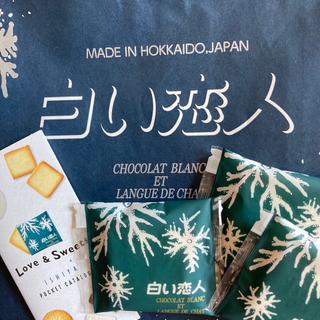 MADE IN HOKKAIDO,JAPAN
白い恋人
CHOCOLAT BLANC
ET
LANGUE DE CHAT
Love & Sweets
ISHIYA
POCKET CATALOG
白い恋人
CHOCOLAT BLANC
ET
LANGUE DE CHAT